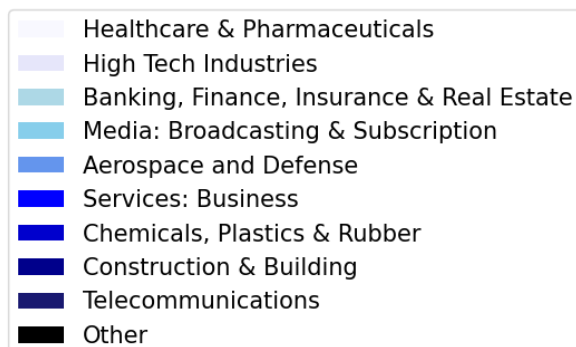 Healthcare & Pharmaceuticals
High Tech Industries
Banking, Finance, Insurance & Real Estate
Media: Broadcasting & Subscription
Aerospace and Defense
Services: Business
Chemicals, Plastics & Rubber
Construction & Building
Telecommunications
Other